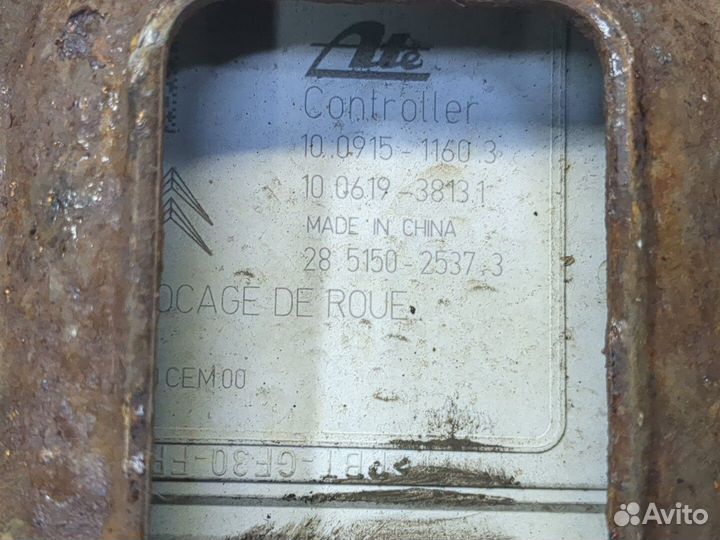 Ate
Controller
10.0915-1160.3
10.0619-3813.1
MADE IN CHINA
28.5150-2537.3
OCAGE DE ROUE
CEM:00
-GF30-
Avito